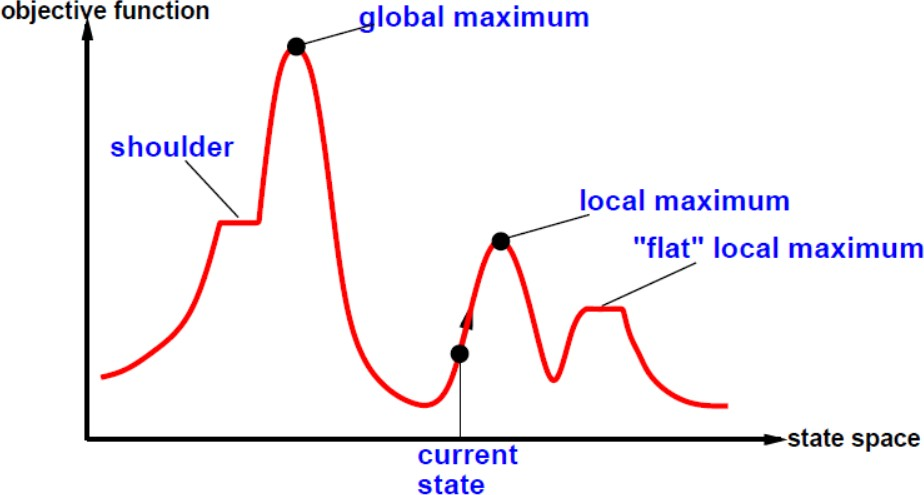 objective function
global maximum
shoulder
local maximum
"flat" local maximum
state space
current
state